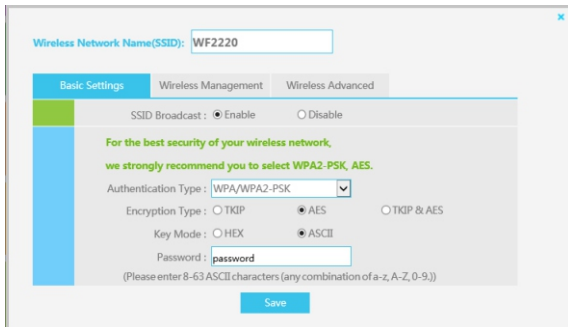 x
Wireless Network Name(SSID): WF2220
Basic Settings Wireless Management Wireless Advanced
SSID Broadcast : Enable Disable
For the best security of your wireless network,
we strongly recommend you to select WPA2-PSK, AES.
Authentication Type : WPA/WPA2-PSK
Encryption Type : TKIP AES TKIP & AES
Key Mode : HEX ASCII
Password : password
(Please enter 8-63 ASCII characters (any combination of a-z, A-Z, 0-9.))
Save